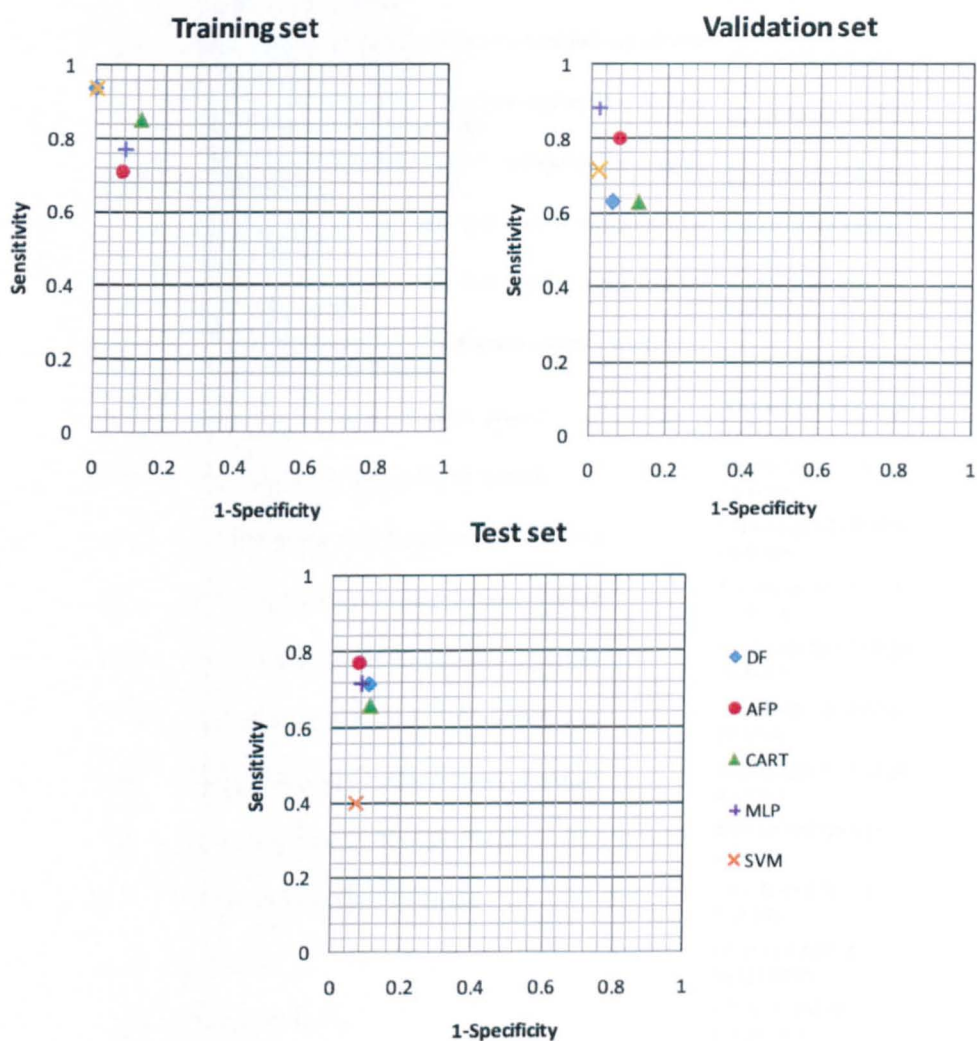 Training set
1
0.8
0.6
0.4
0.2
0
Sensitivity
0 0.2 0.4 0.6 0.8 1
1-Specificity
Validation set
1
0.8
0.6
0.4
0.2
0
Sensitivity
0 0.2 0.4 0.6 0.8 1
1-Specificity
Test set
1
0.8
0.6
0.4
0.2
0
Sensitivity
0 0.2 0.4 0.6 0.8 1
1-Specificity
DF
AFP
CART
MLP
SVM